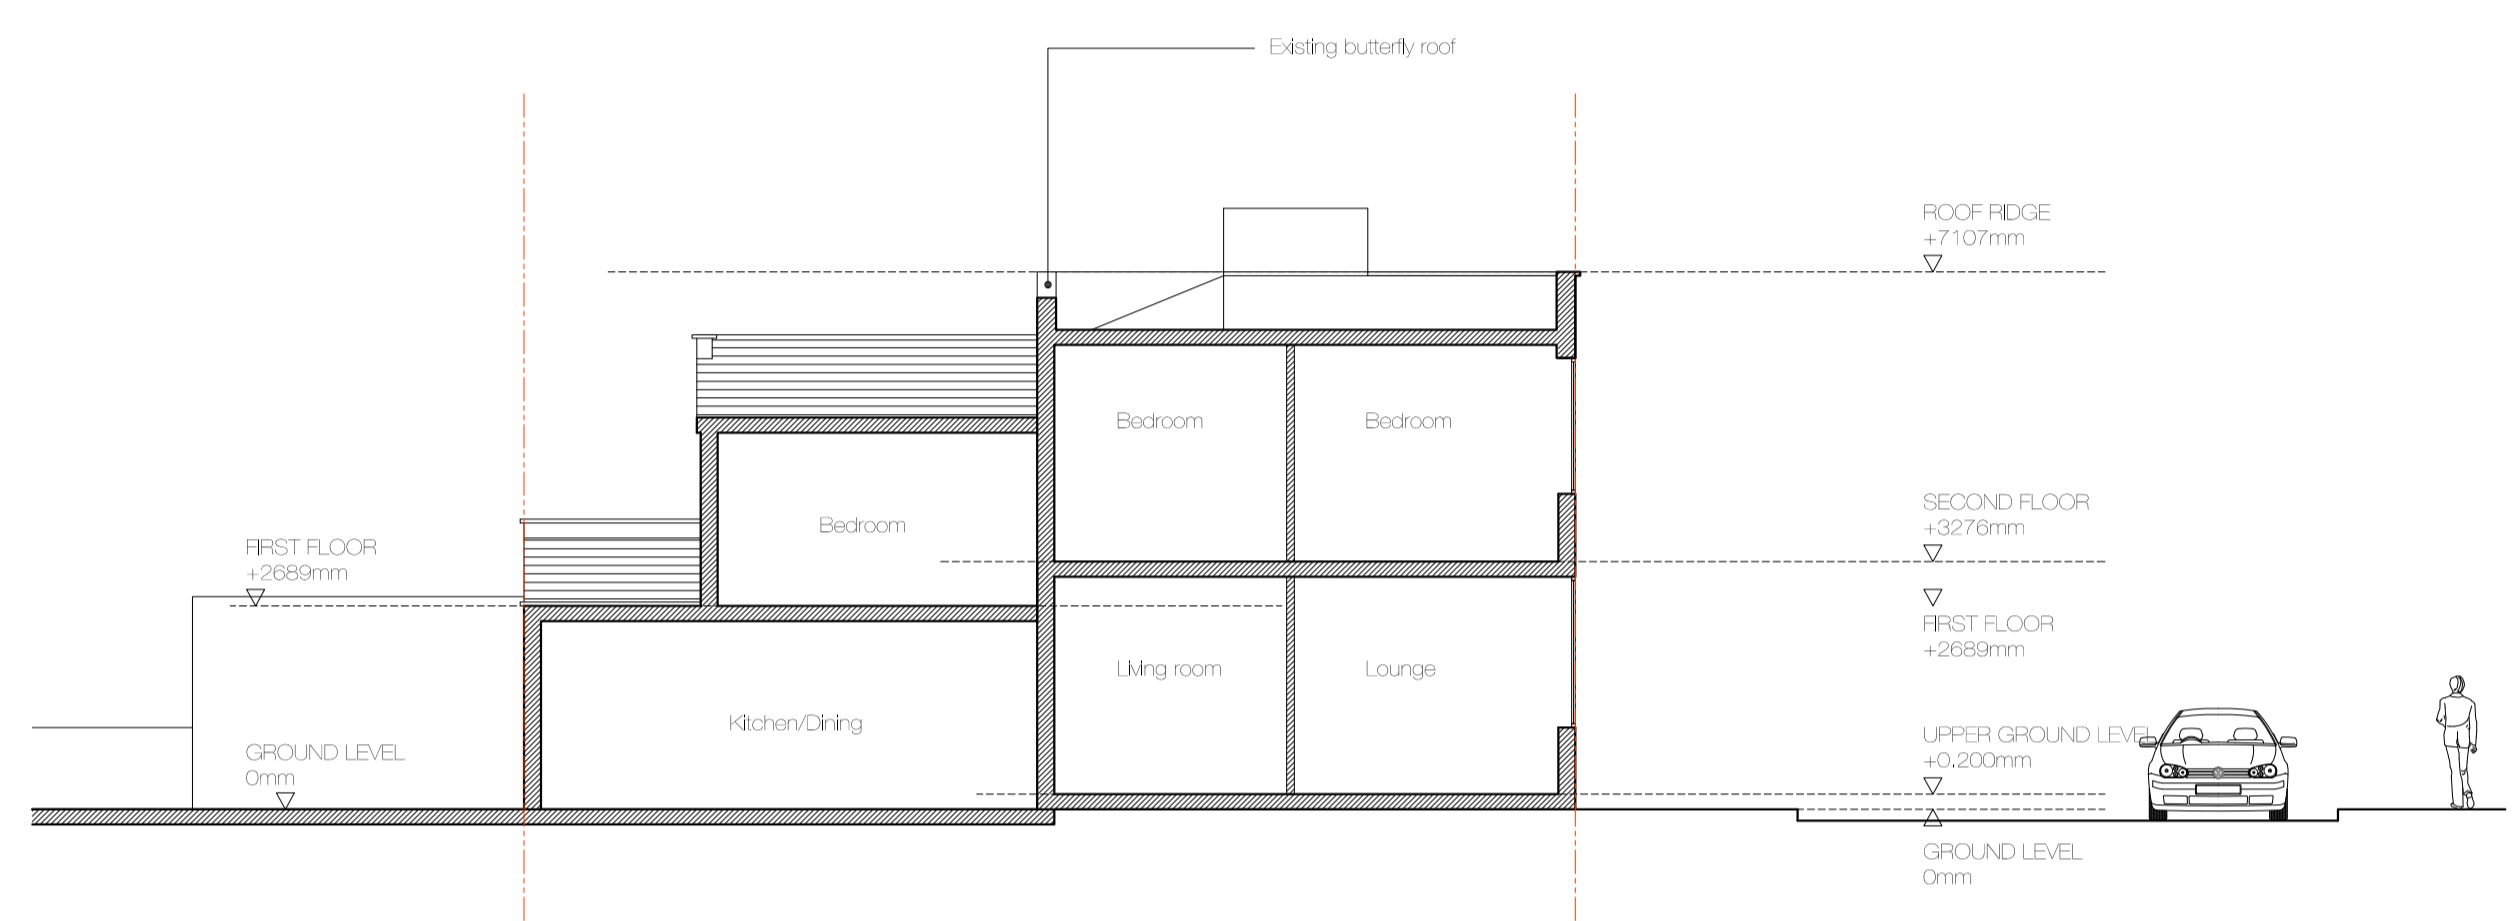 Existing butterfly roof
ROOF RIDGE
+7107mm
Bedroom
Bedroom
SECOND FLOOR
+3276mm
Bedroom
FIRST FLOOR
+2689mm
FIRST FLOOR
+2689mm
Living room
Lounge
Kitchen/Dining
UPPER GROUND LEVEL
+0.200mm
GROUND LEVEL
0mm
GROUND LEVEL
0mm